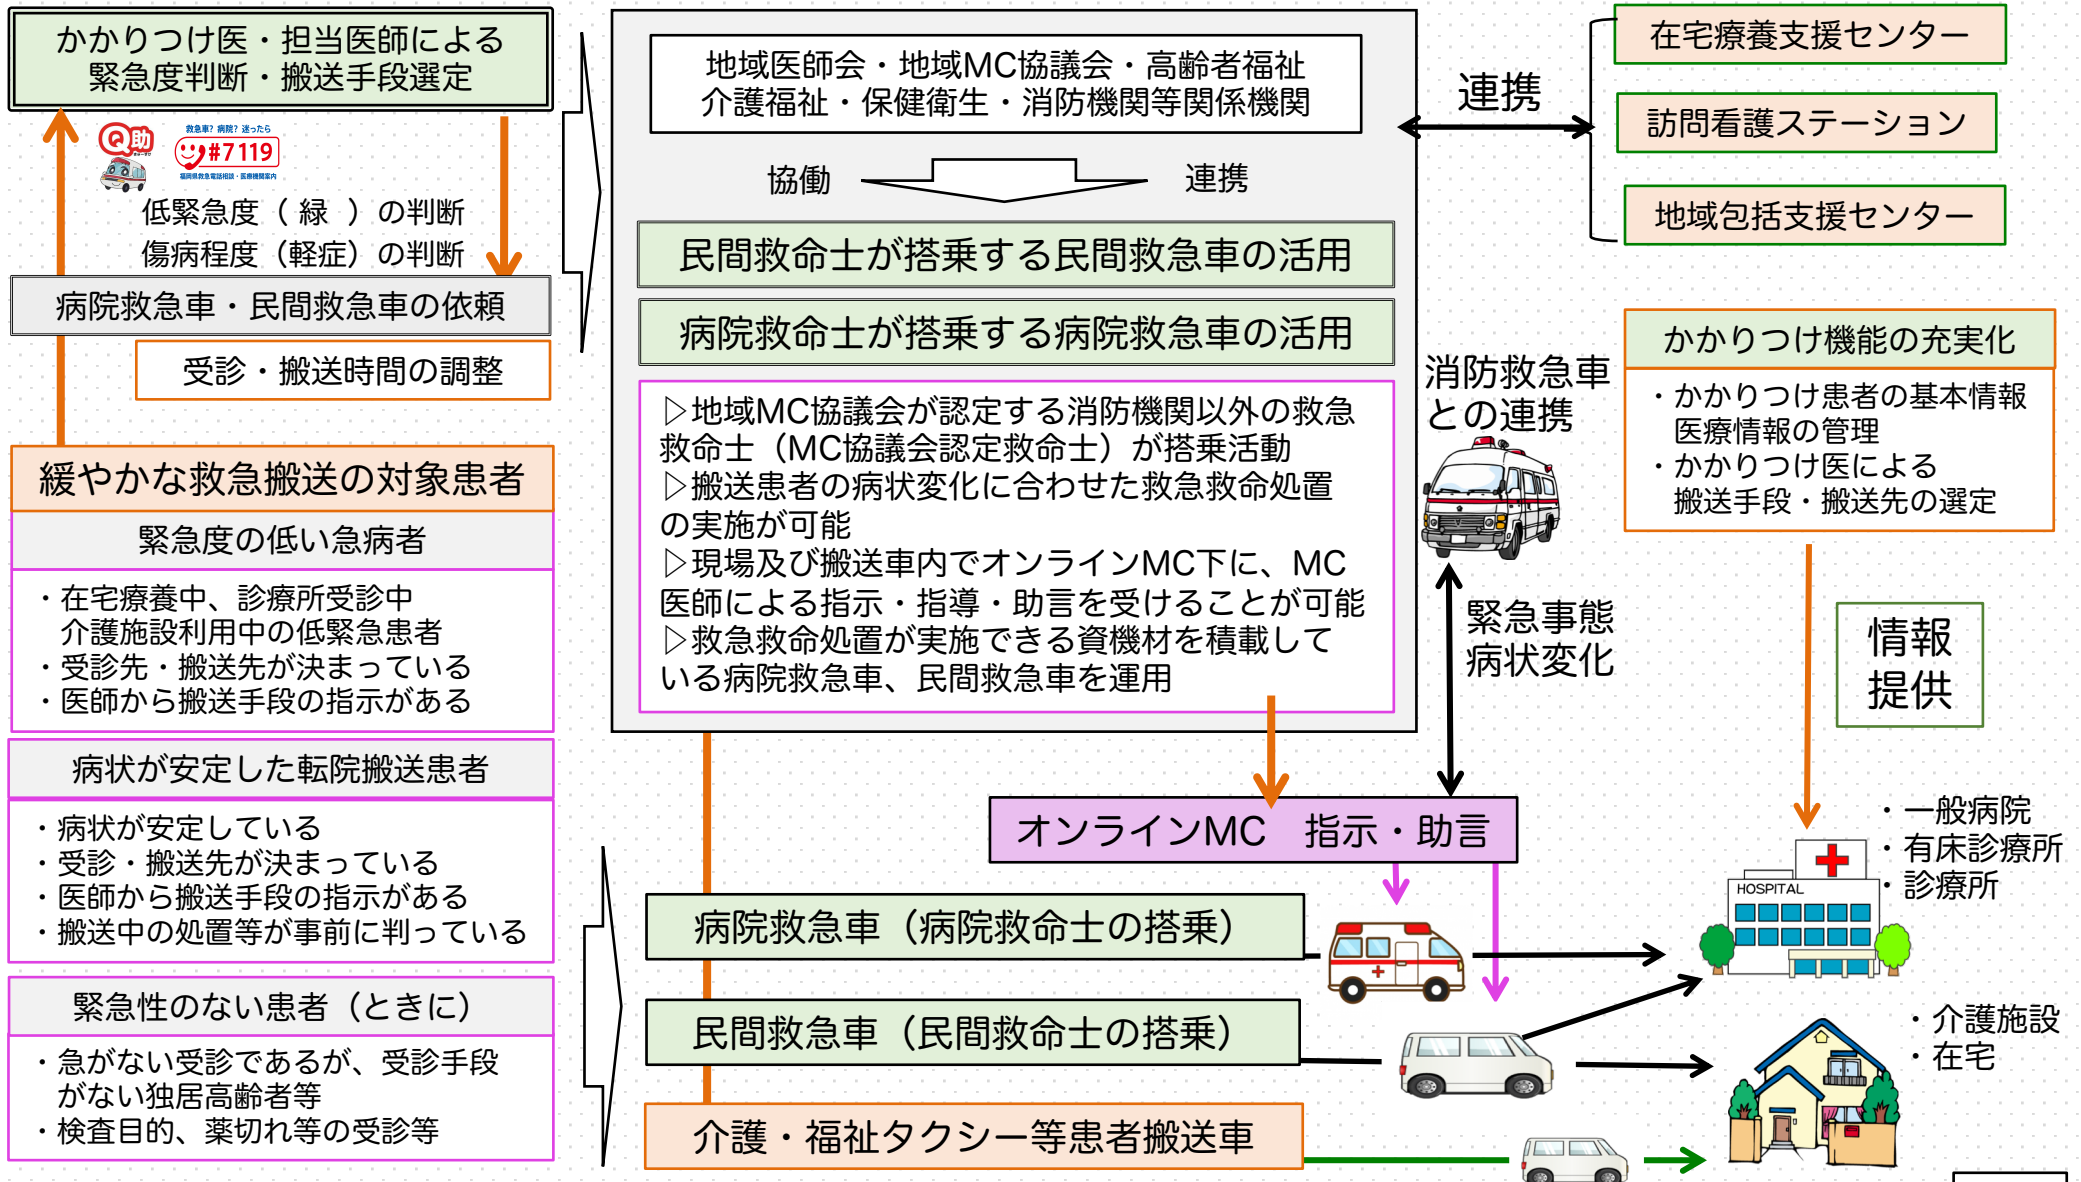 かかりつけ医・担当医師による
緊急度判断・搬送手段選定
Q助
きゅーすけ
救急車？ 病院？ 迷ったら
#7119
福岡県救急電話相談・医療機関案内
低緊急度（ 緑 ）の判断
傷病程度（軽症）の判断
病院救急車・民間救急車の依頼
受診・搬送時間の調整
緩やかな救急搬送の対象患者
緊急度の低い急病者
・在宅療養中、診療所受診中
介護施設利用中の低緊急患者
・受診先・搬送先が決まっている
・医師から搬送手段の指示がある
病状が安定した転院搬送患者
・病状が安定している
・受診・搬送先が決まっている
・医師から搬送手段の指示がある
・搬送中の処置等が事前に判っている
緊急性のない患者（ときに）
・急がない受診であるが、受診手段
がない独居高齢者等
・検査目的、薬切れ等の受診等
地域医師会・地域MC協議会・高齢者福祉
介護福祉・保健衛生・消防機関等関係機関
協働 連携
民間救命士が搭乗する民間救急車の活用
病院救命士が搭乗する病院救急車の活用
▷地域MC協議会が認定する消防機関以外の救急
救命士（MC協議会認定救命士）が搭乗活動
▷搬送患者の病状変化に合わせた救急救命処置
の実施が可能
▷現場及び搬送車内でオンラインMC下に、MC
医師による指示・指導・助言を受けることが可能
▷救急救命処置が実施できる資機材を積載して
いる病院救急車、民間救急車を運用
連携
在宅療養支援センター
訪問看護ステーション
地域包括支援センター
消防救急車
との連携
緊急事態
病状変化
かかりつけ機能の充実化
・かかりつけ患者の基本情報
医療情報の管理
・かかりつけ医による
搬送手段・搬送先の選定
情報
提供
オンラインMC 指示・助言
病院救急車（病院救命士の搭乗）
民間救急車（民間救命士の搭乗）
介護・福祉タクシー等患者搬送車
HOSPITAL
・一般病院
・有床診療所
・診療所
・介護施設
・在宅